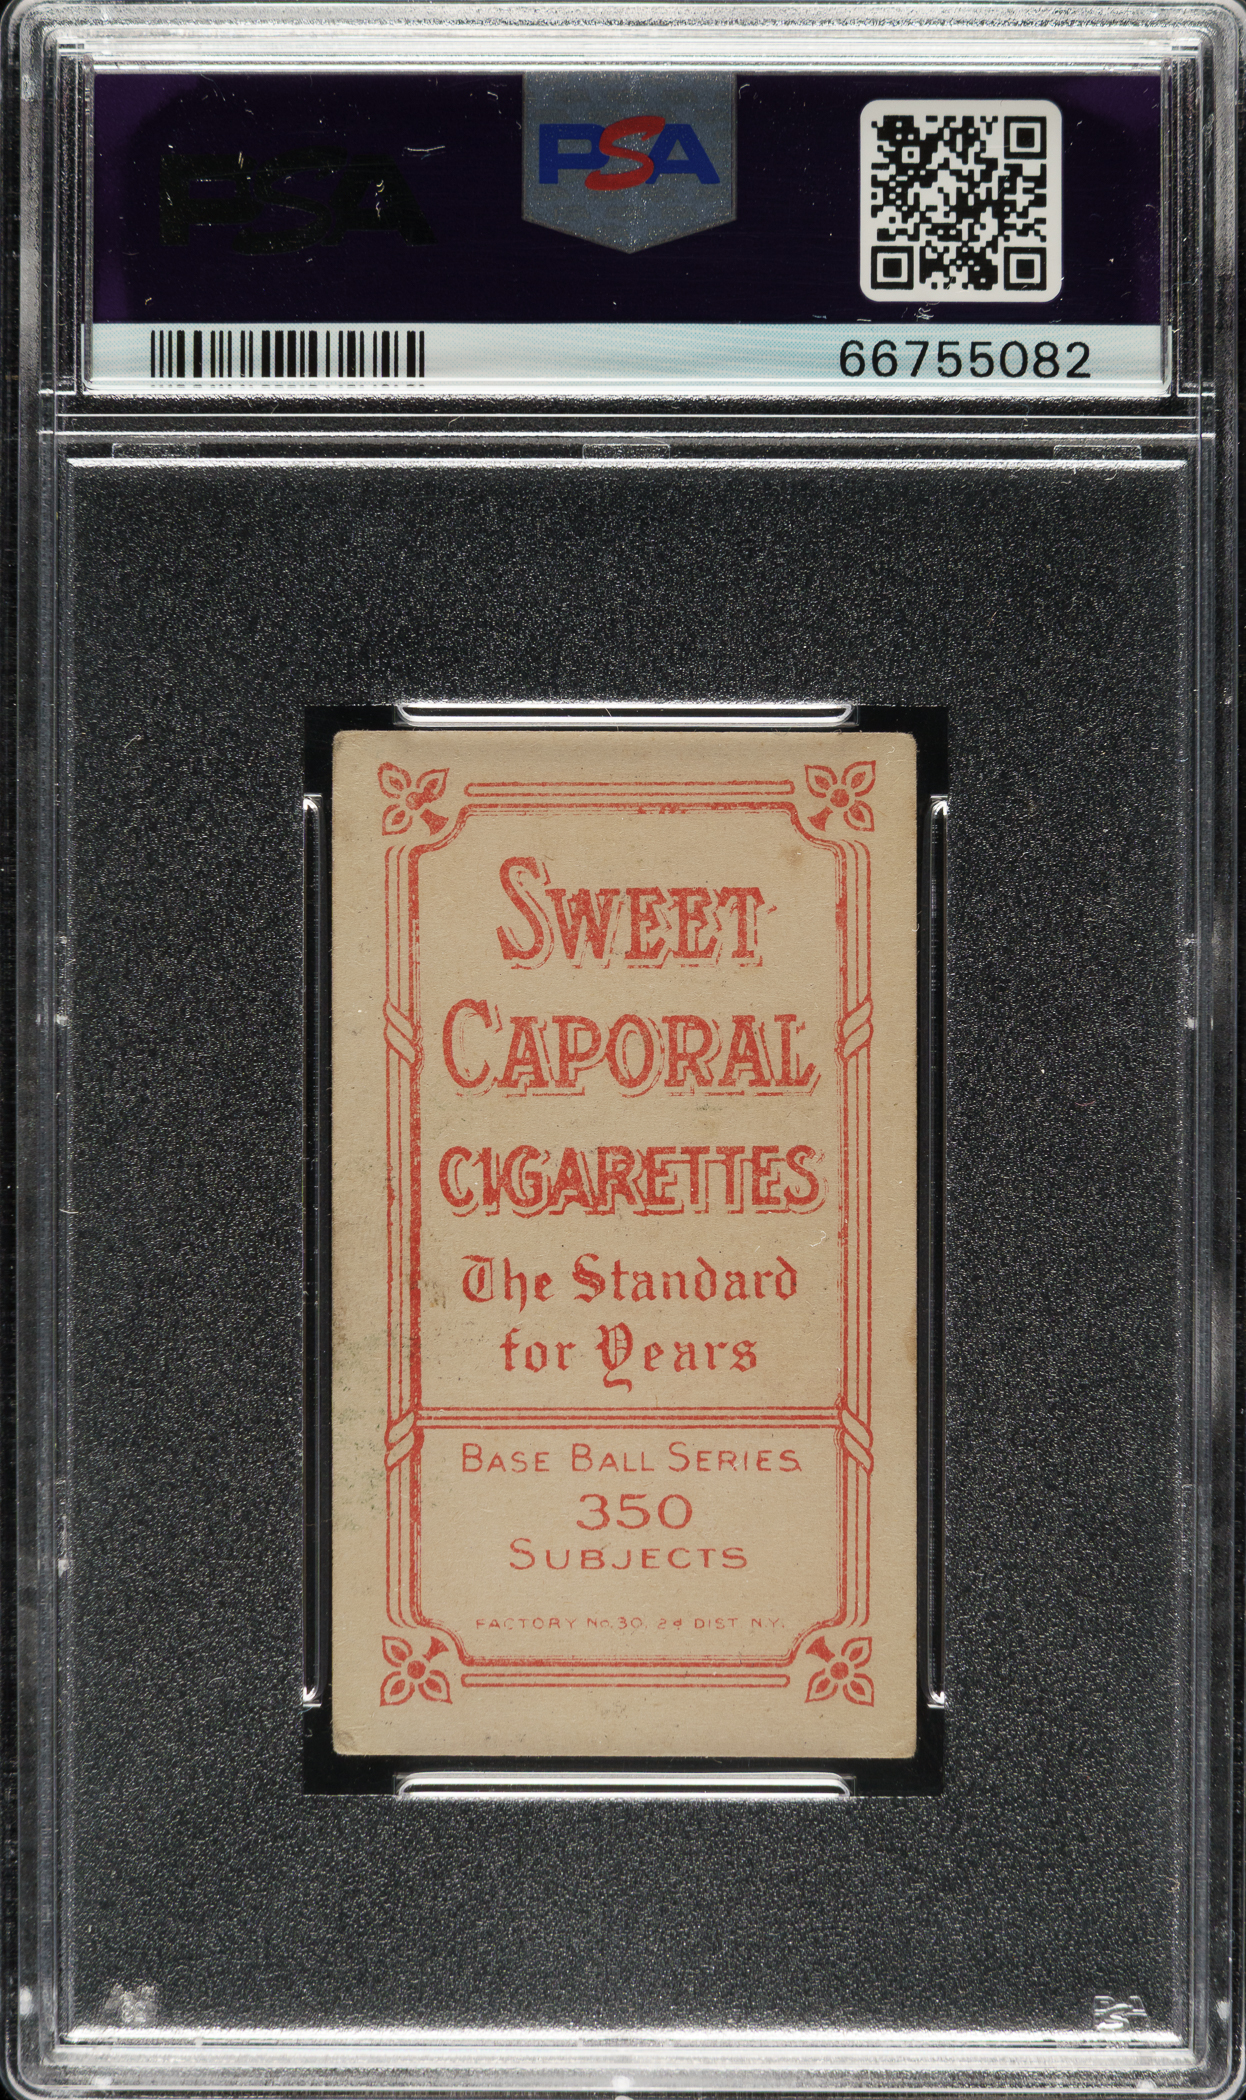 PSA
PSA
66755082
SWEET
CAPORAL
CIGARETTES
The Standard
for Years
BASE BALL SERIES
350
SUBJECTS
FACTORY No. 30, 2d DIST. N.Y.
PSA